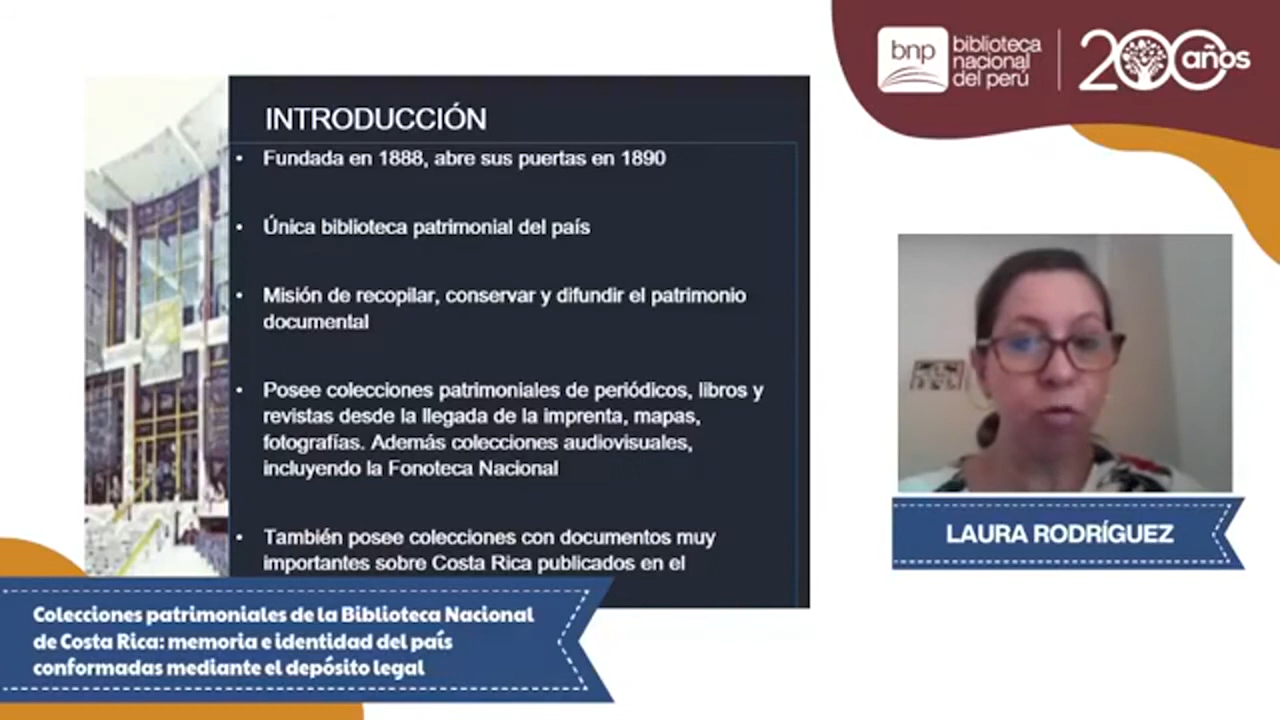 bnp
biblioteca
nacional
del perú
200 años
INTRODUCCIÓN
• Fundada en 1888, abre sus puertas en 1890
• Única biblioteca patrimonial del país
• Misión de recopilar, conservar y difundir el patrimonio
documental
• Posee colecciones patrimoniales de periódicos, libros y
revistas desde la llegada de la imprenta, mapas,
fotografías. Además colecciones audiovisuales,
incluyendo la Fonoteca Nacional
• También posee colecciones con documentos muy
importantes sobre Costa Rica publicados en el
LAURA RODRÍGUEZ
Colecciones patrimoniales de la Biblioteca Nacional
de Costa Rica: memoria e identidad del país
conformadas mediante el depósito legal